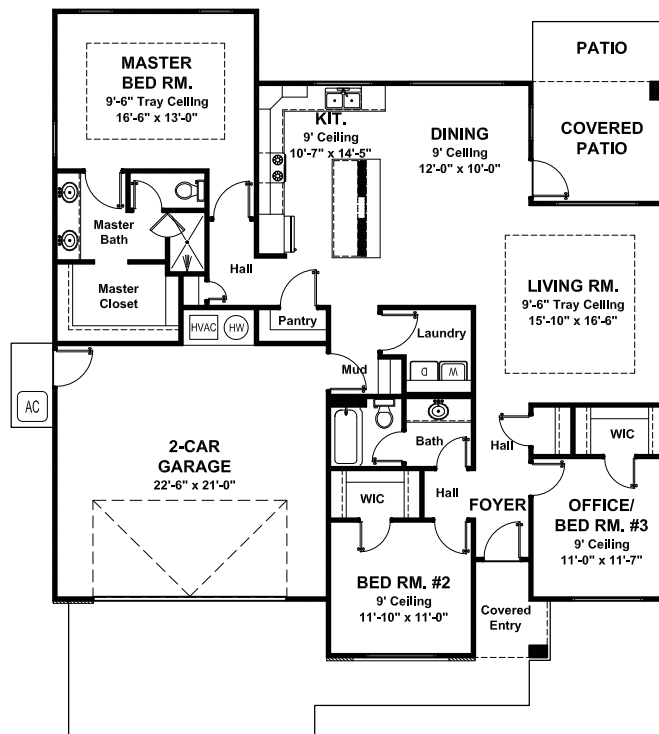 MASTER
BED RM.
9'-6" Tray Ceiling
16'-6" x 13'-0"
PATIO
COVERED
PATIO
KIT.
9' Ceiling
10'-7" x 14'-5"
DINING
9' Ceiling
12'-0" x 10'-0"
Master
Bath
Hall
Master
Closet
LIVING RM.
9'-6" Tray Ceiling
15'-10" x 16'-6"
HVAC
HW
Pantry
Laundry
D
W
Mud
AC
2-CAR
GARAGE
22'-6" x 21'-0"
Bath
Hall
WIC
WIC
Hall
FOYER
OFFICE/
BED RM. #3
9' Ceiling
11'-0" x 11'-7"
BED RM. #2
9' Ceiling
11'-10" x 11'-0"
Covered
Entry